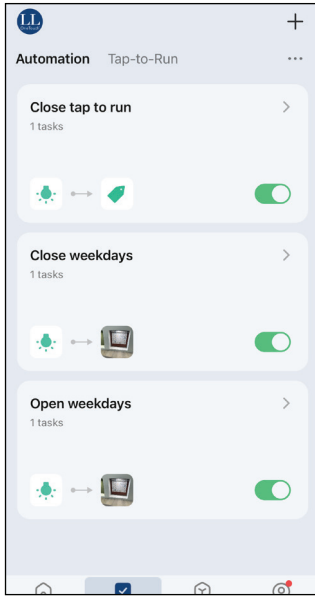 LL
Automation Tap-to-Run
Close tap to run
1 tasks
Close weekdays
1 tasks
Open weekdays
1 tasks